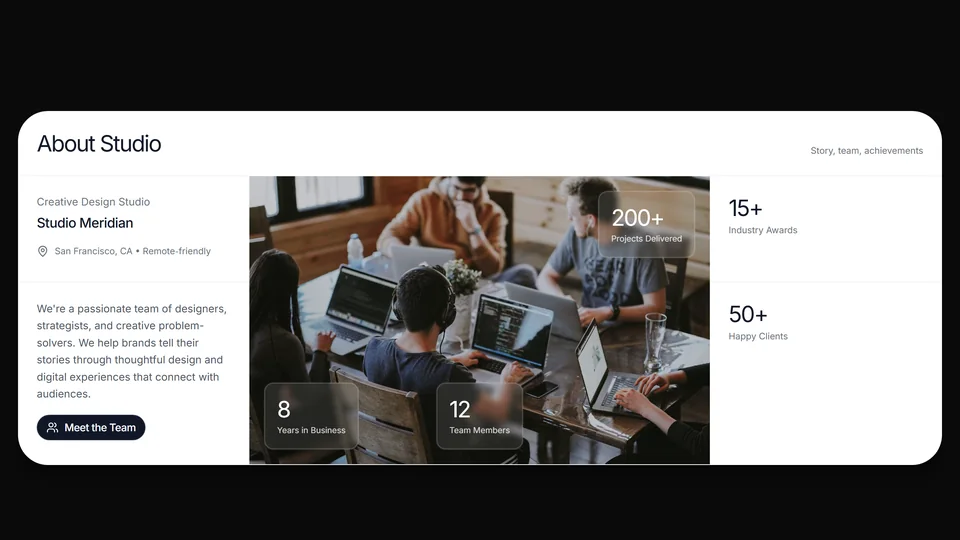 About Studio
Story, team, achievements
Creative Design Studio
Studio Meridian
San Francisco, CA • Remote-friendly
We're a passionate team of designers,
strategists, and creative problem-
solvers. We help brands tell their
stories through thoughtful design and
digital experiences that connect with
audiences.
Meet the Team
200+
Projects Delivered
8
Years in Business
12
Team Members
15+
Industry Awards
50+
Happy Clients